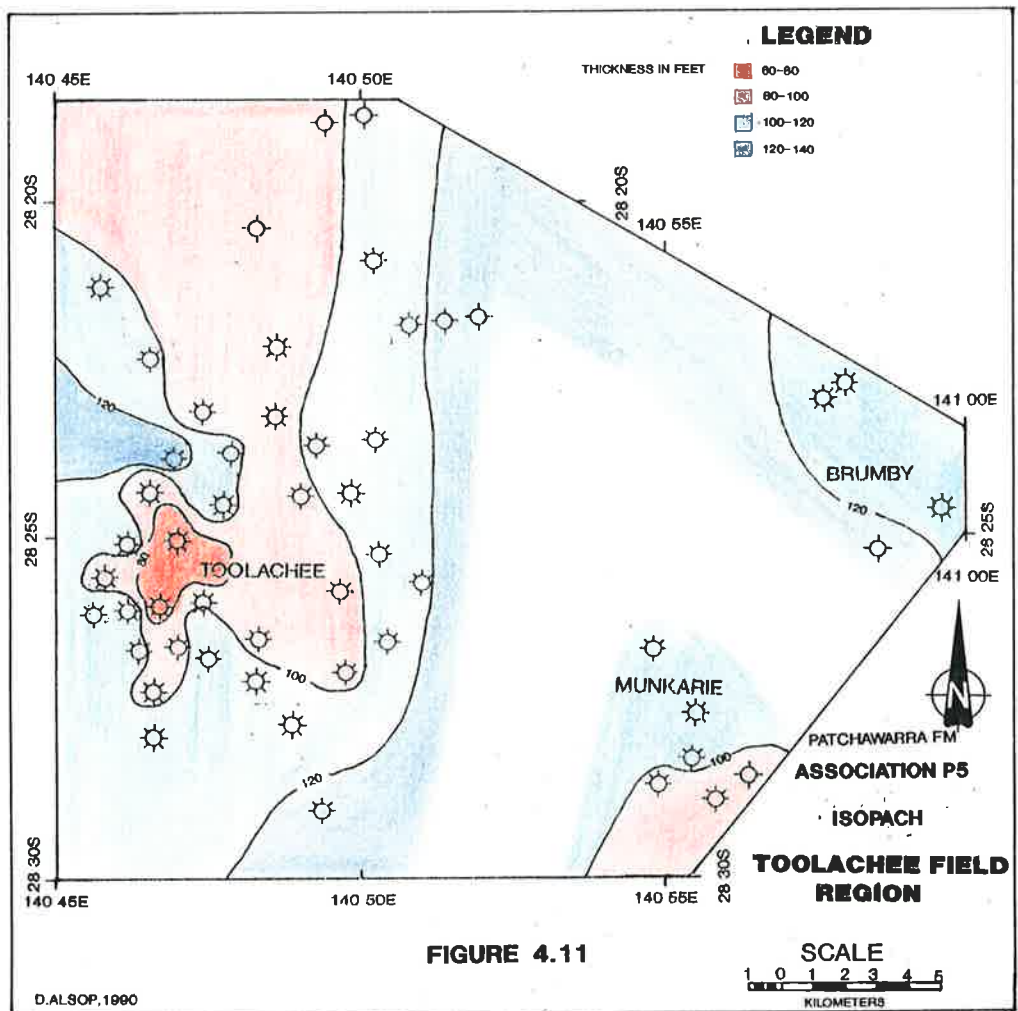 LEGEND
THICKNESS IN FEET
60-80
80-100
100-120
120-140
140 45E
140 50E
28 20S
28 20S
140 55E
120
141 00E
BRUMBY
120
28 25S
28 25S
141 00E
80
TOOLACHEE
100
MUNKARIE
N
PATCHAWARRA FM
100
ASSOCIATION P5
ISOPACH
120
TOOLACHEE FIELD
REGION
28 30S
28 30S
140 45E
140 50E
140 55E
FIGURE 4.11
SCALE
1 0 1 2 3 4 5
KILOMETERS
D.ALSOP, 1990